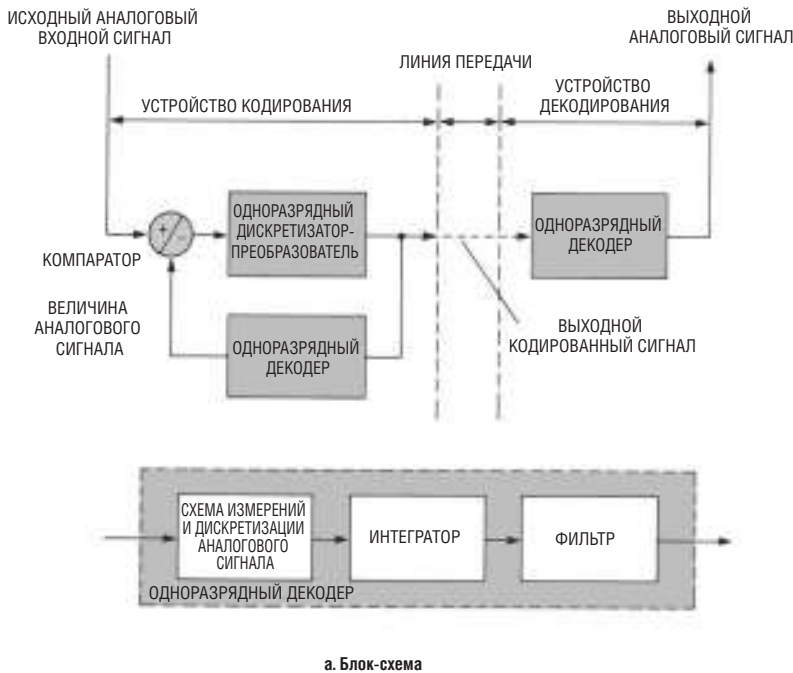 ИСХОДНЫЙ АНАЛОГОВЫЙ
ВХОДНОЙ СИГНАЛ
ВЫХОДНОЙ
АНАЛОГОВЫЙ СИГНАЛ
ЛИНИЯ ПЕРЕДАЧИ
УСТРОЙСТВО КОДИРОВАНИЯ
УСТРОЙСТВО
ДЕКОДИРОВАНИЯ
+/-
ОДНОРАЗРЯДНЫЙ
ДИСКРЕТИЗАТОР-
ПРЕОБРАЗОВАТЕЛЬ
ОДНОРАЗРЯДНЫЙ
ДЕКОДЕР
КОМПАРАТОР
ВЕЛИЧИНА
АНАЛОГОВОГО
СИГНАЛА
ОДНОРАЗРЯДНЫЙ
ДЕКОДЕР
ВЫХОДНОЙ
КОДИРОВАННЫЙ СИГНАЛ
СХЕМА ИЗМЕРЕНИЙ
И ДИСКРЕТИЗАЦИИ
АНАЛОГОВОГО
СИГНАЛА
ИНТЕГРАТОР
ФИЛЬТР
ОДНОРАЗРЯДНЫЙ ДЕКОДЕР
а. Блок-схема